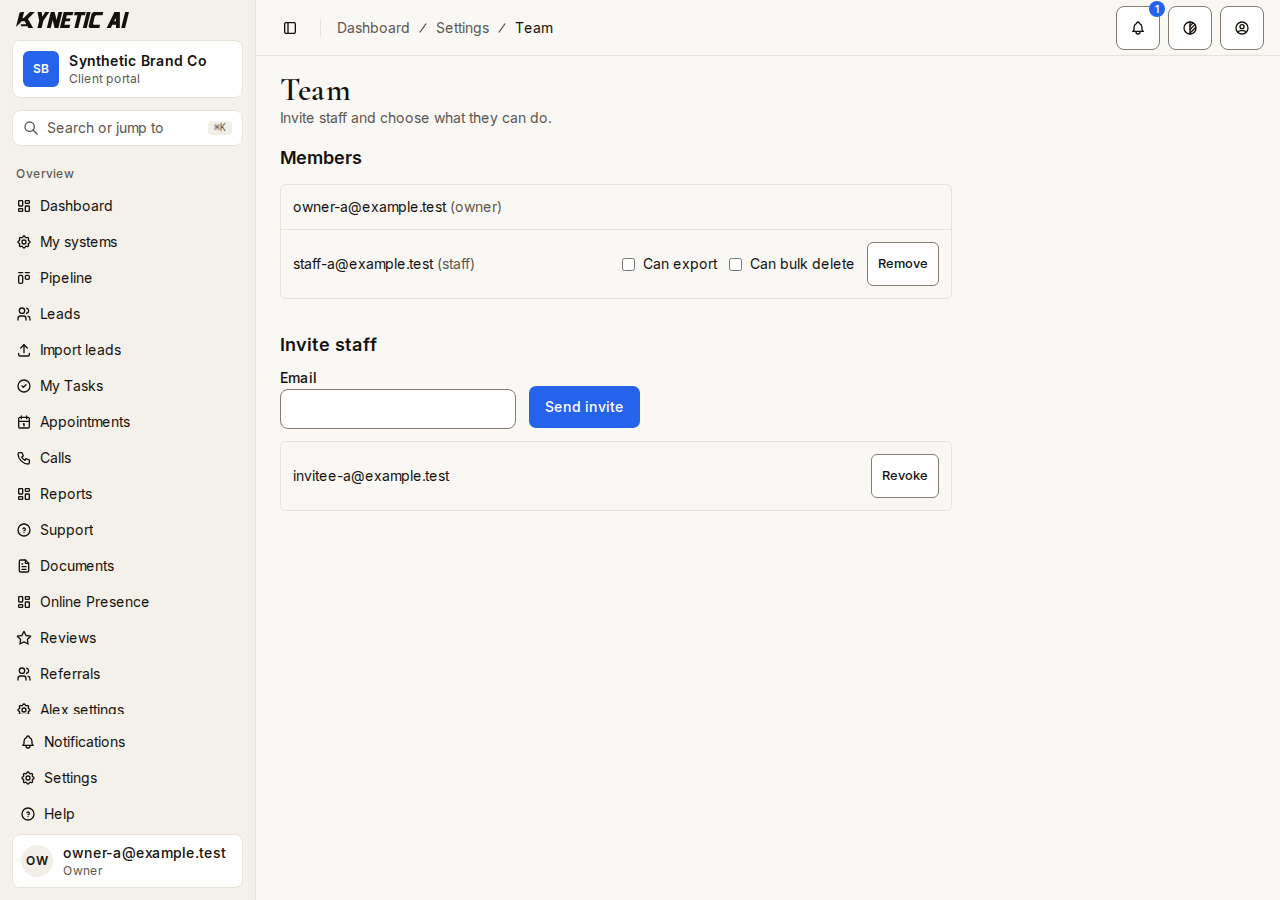 KYNETIC AI
SB
Synthetic Brand Co
Client portal
Search or jump to
⌘K
Overview
Dashboard
My systems
Pipeline
Leads
Import leads
My Tasks
Appointments
Calls
Reports
Support
Documents
Online Presence
Reviews
Referrals
Alex settings
Notifications
Settings
Help
OW
owner-a@example.test
Owner
Dashboard / Settings / Team
1
Team
Invite staff and choose what they can do.
Members
owner-a@example.test (owner)
staff-a@example.test (staff) Can export Can bulk delete Remove
Invite staff
Email
Send invite
invitee-a@example.test Revoke